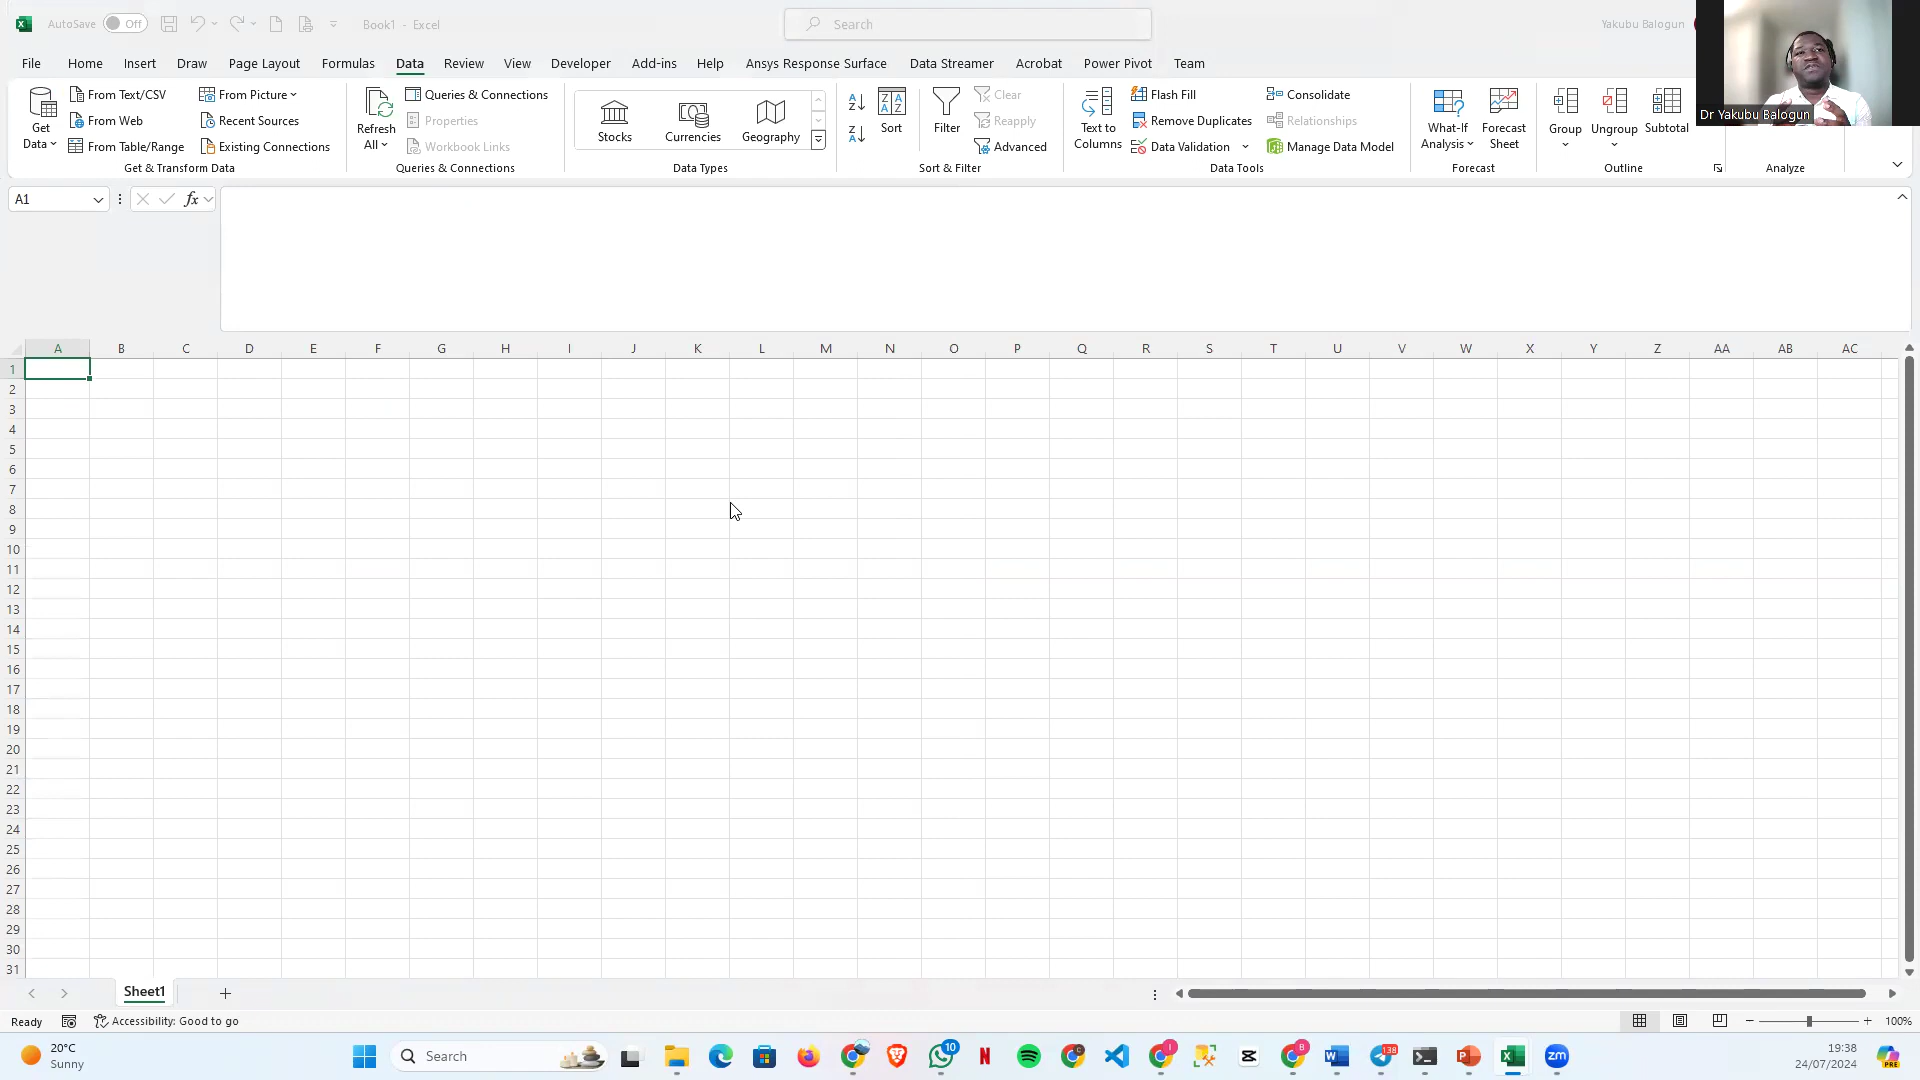 AutoSave Off Book1 - Excel Search Yakubu Balogun
File Home Insert Draw Page Layout Formulas Data Review View Developer Add-ins Help Ansys Response Surface Data Streamer Acrobat Power Pivot Team
Get Data
From Text/CSV
From Web
From Table/Range
From Picture
Recent Sources
Existing Connections
Get & Transform Data
Refresh All
Queries & Connections
Properties
Workbook Links
Queries & Connections
Stocks Currencies Geography
Data Types
Sort
Filter
Clear
Reapply
Advanced
Sort & Filter
Text to Columns
Flash Fill
Remove Duplicates
Data Validation
Consolidate
Relationships
Manage Data Model
Data Tools
What-If Analysis
Forecast Sheet
Forecast
Group
Ungroup
Subtotal
Outline
Analyze
Dr Yakubu Balogun
A1 fx
A B C D E F G H I J K L M N O P Q R S T U V W X Y Z AA AB AC
1
2
3
4
5
6
7
8
9
10
11
12
13
14
15
16
17
18
19
20
21
22
23
24
25
26
27
28
29
30
31
Sheet1
Ready Accessibility: Good to go 100%
20°C
Sunny
Search
10
138
zm
PRE
19:38
24/07/2024